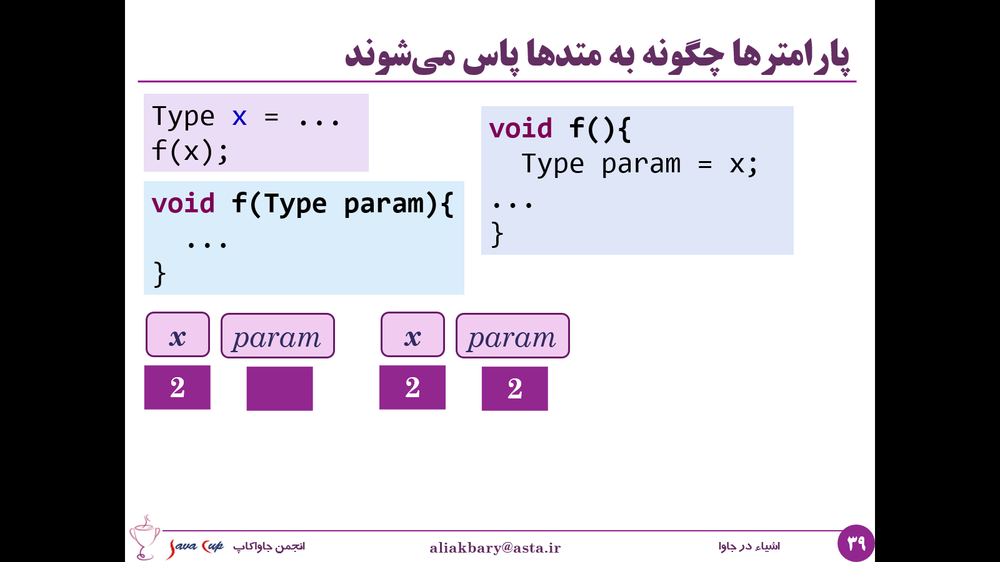 پارامترها چگونه به متدها پاس می‌شوند
Type x = ...
f(x);
void f(Type param){
...
}
void f(){
Type param = x;
...
}
x param
2
x param
2 2
Java Cup انجمن جاواکاپ
aliakbary@asta.ir
اشیاء در جاوا
۳۹